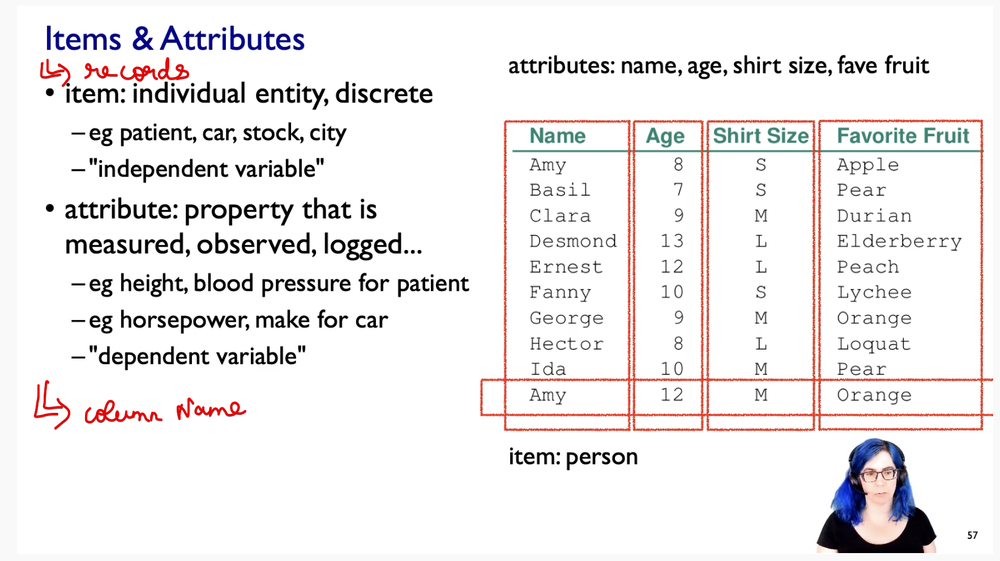 Items & Attributes
↳ records
• item: individual entity, discrete
– eg patient, car, stock, city
– "independent variable"
• attribute: property that is
measured, observed, logged...
– eg height, blood pressure for patient
– eg horsepower, make for car
– "dependent variable"
↳ column Name
attributes: name, age, shirt size, fave fruit
Name Age Shirt Size Favorite Fruit
Amy 8 S Apple
Basil 7 S Pear
Clara 9 M Durian
Desmond 13 L Elderberry
Ernest 12 L Peach
Fanny 10 S Lychee
George 9 M Orange
Hector 8 L Loquat
Ida 10 M Pear
Amy 12 M Orange
item: person
57